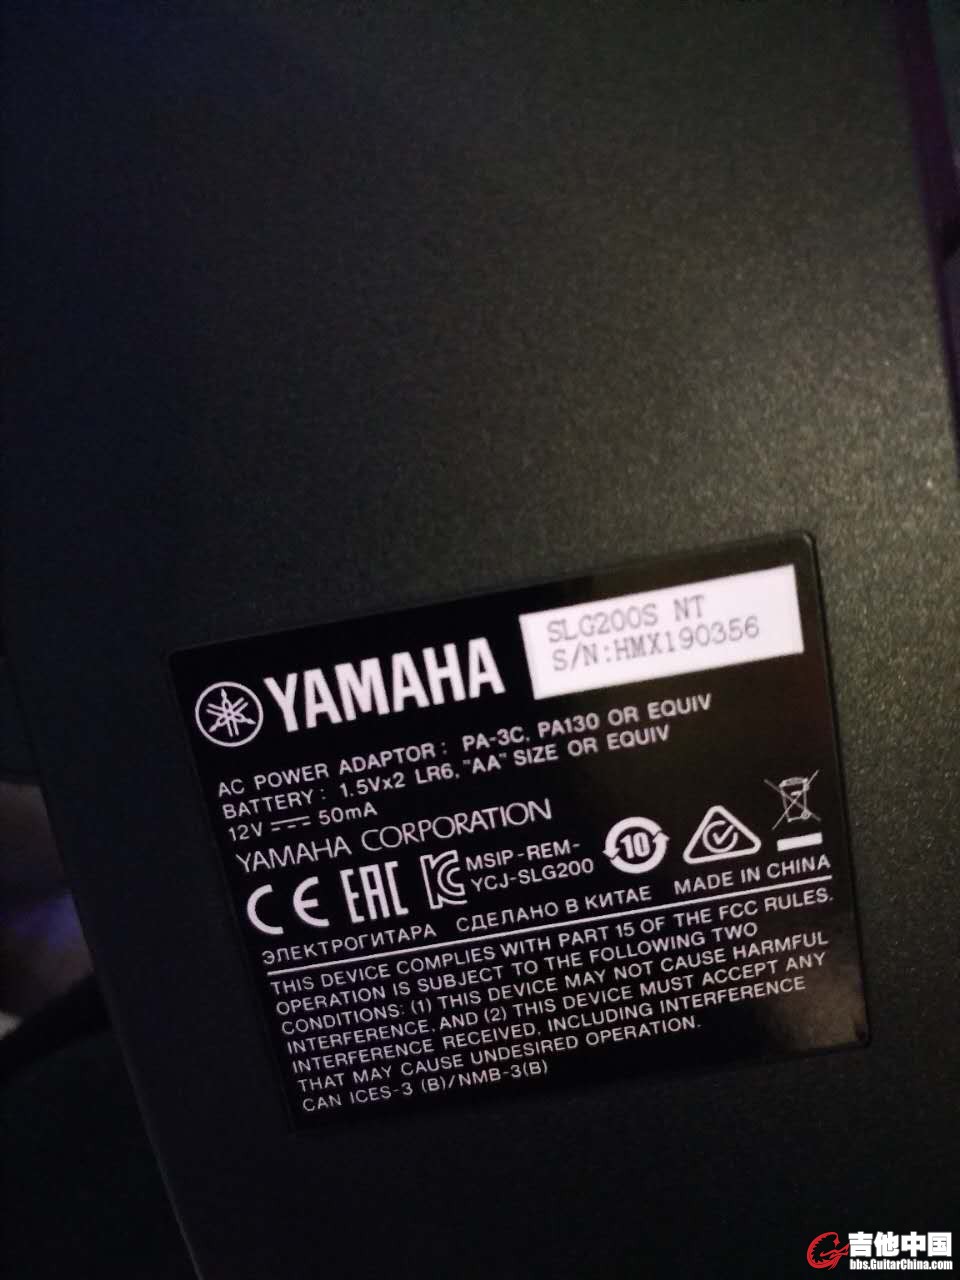 SLG200S NT
S/N:HMX190356
YAMAHA
AC POWER ADAPTOR : PA-3C, PA130 OR EQUIV
BATTERY : 1.5Vx2 LR6, "AA" SIZE OR EQUIV
12V 50mA
YAMAHA CORPORATION
CE EAC MSIP-REM-
YCJ-SLG200
10
ЭЛЕКТРОГИТАРА СДЕЛАНО В КИТАЕ MADE IN CHINA
THIS DEVICE COMPLIES WITH PART 15 OF THE FCC RULES.
OPERATION IS SUBJECT TO THE FOLLOWING TWO
CONDITIONS: (1) THIS DEVICE MAY NOT CAUSE HARMFUL
INTERFERENCE, AND (2) THIS DEVICE MUST ACCEPT ANY
INTERFERENCE RECEIVED, INCLUDING INTERFERENCE
THAT MAY CAUSE UNDESIRED OPERATION.
CAN ICES-3 (B)/NMB-3(B)
吉他中国
bbs.GuitarChina.com